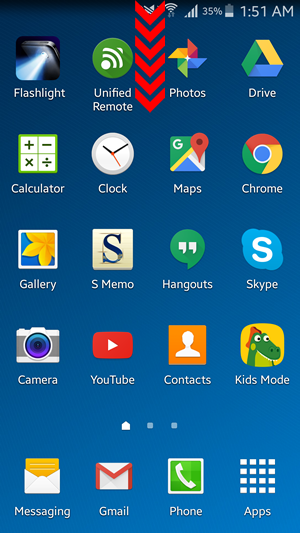 35% 1:51 AM
Flashlight Unified Remote Photos Drive
Calculator Clock Maps Chrome
G
S
S
Gallery S Memo Hangouts Skype
Camera YouTube Contacts Kids Mode
Messaging Gmail Phone Apps